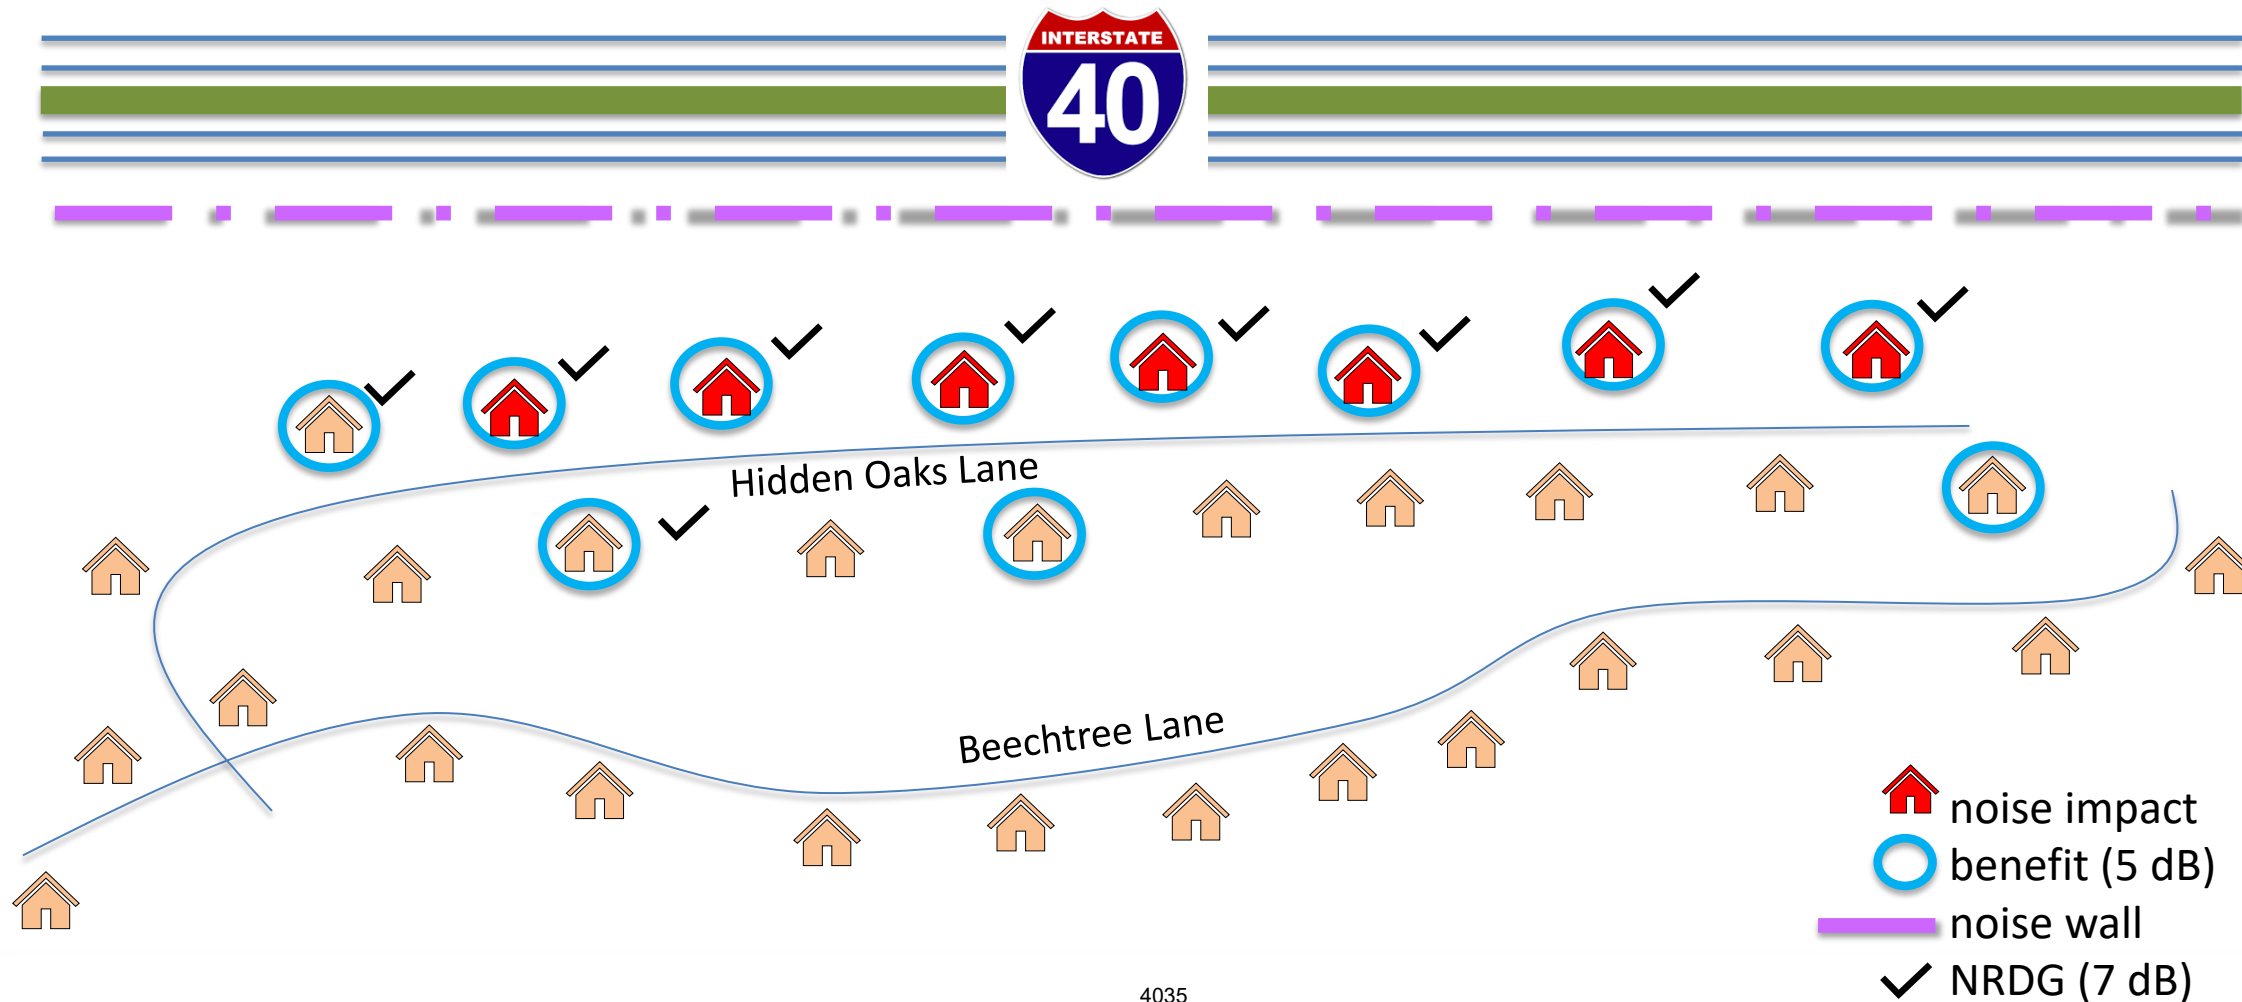 INTERSTATE
40
Hidden Oaks Lane
Beechtree Lane
noise impact
benefit (5 dB)
noise wall
NRDG (7 dB)
4035